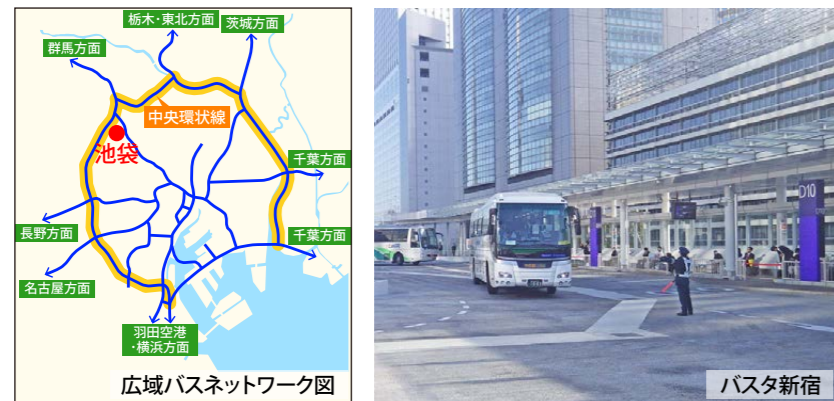 栃木・東北方面
茨城方面
群馬方面
中央環状線
池袋
千葉方面
長野方面
千葉方面
名古屋方面
羽田空港
・横浜方面
広域バスネットワーク図
D10
バスタ新宿